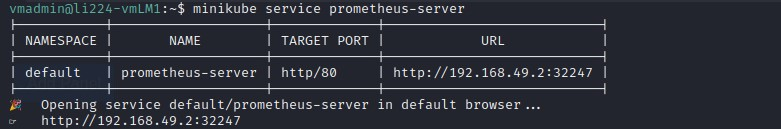 vmadmin@li224-vmLM1:~$ minikube service prometheus-server
| NAMESPACE | NAME | TARGET PORT | URL |
| default | prometheus-server | http/80 | http://192.168.49.2:32247 |
🎉 Opening service default/prometheus-server in default browser...
👉 http://192.168.49.2:32247